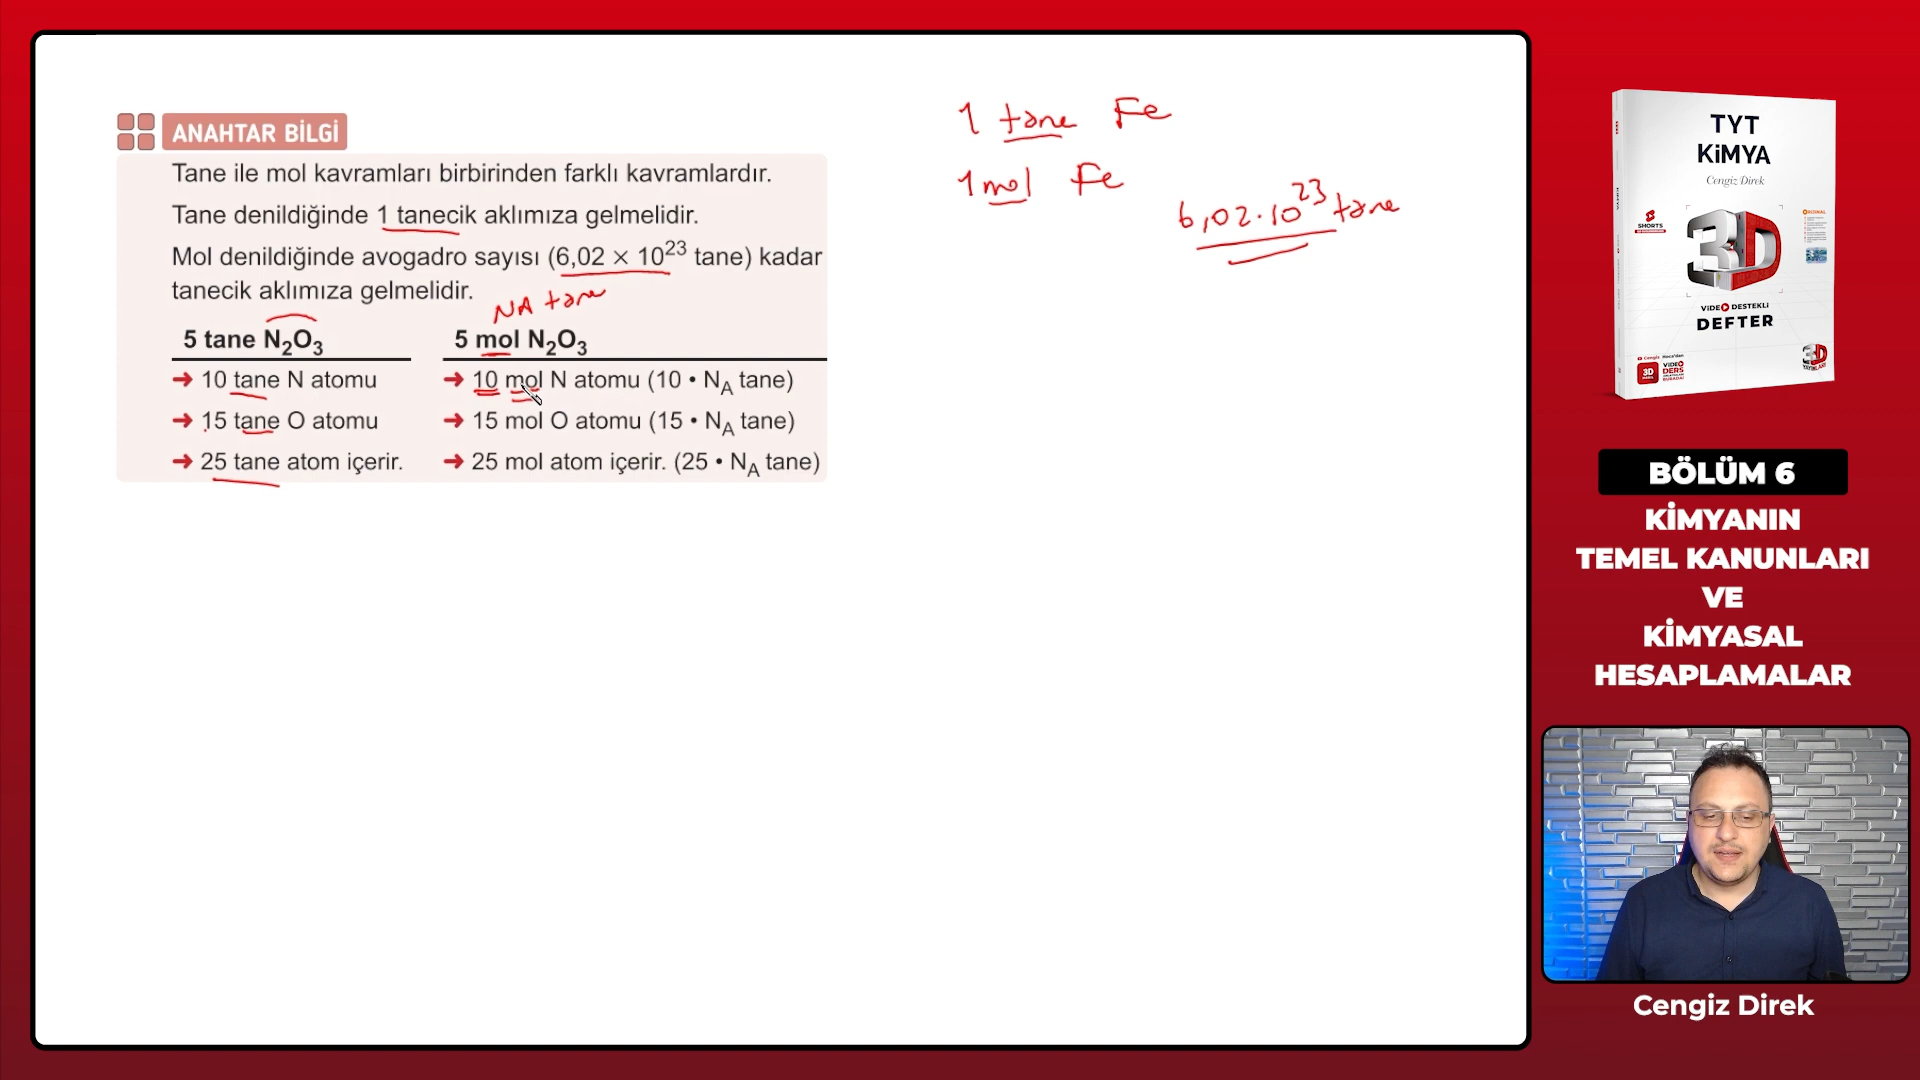 ANAHTAR BİLGİ
Tane ile mol kavramları birbirinden farklı kavramlardır.
Tane denildiğinde 1 tanecik aklımıza gelmelidir.
Mol denildiğinde avogadro sayısı (6,02 × 10²³ tane) kadar
tanecik aklımıza gelmelidir.
NA tane
5 tane N₂O₃
➜ 10 tane N atomu
➜ 15 tane O atomu
➜ 25 tane atom içerir.
5 mol N₂O₃
➜ 10 mol N atomu (10 • N_A tane)
➜ 15 mol O atomu (15 • N_A tane)
➜ 25 mol atom içerir. (25 • N_A tane)
1 tane Fe
1 mol Fe
6,02.10²³ tane
TYT
KİMYA
Cengiz Direk
SHORTS
3D
VİDEO DESTEKLİ
DEFTER
BÖLÜM 6
KİMYANIN
TEMEL KANUNLARI
VE
KİMYASAL
HESAPLAMALAR
Cengiz Direk